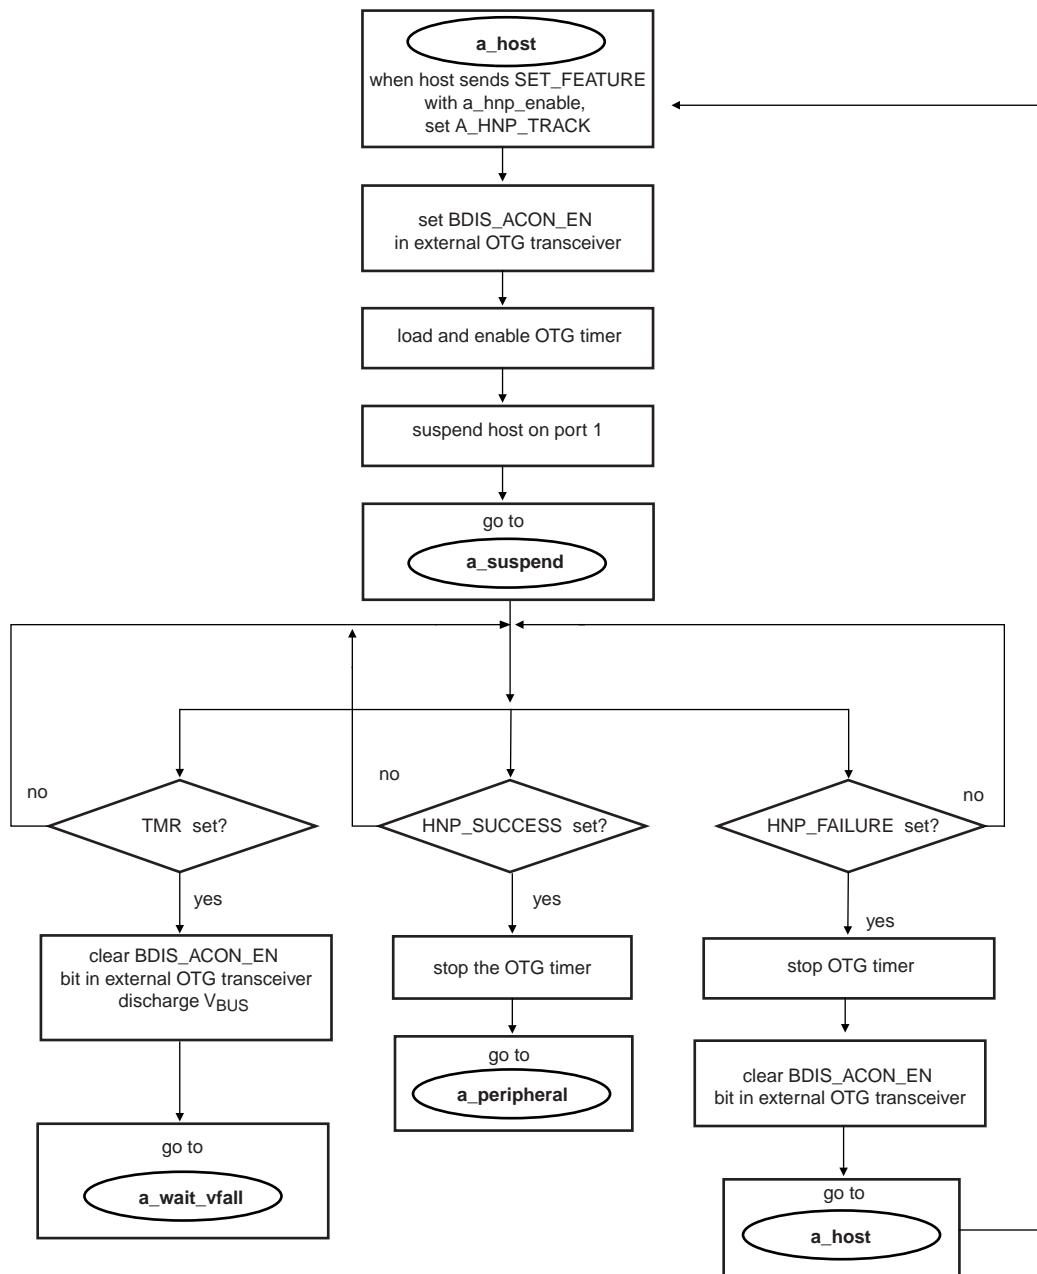 a_host
when host sends SET_FEATURE
with a_hnp_enable,
set A_HNP_TRACK
set BDIS_ACON_EN
in external OTG transceiver
load and enable OTG timer
suspend host on port 1
go to
a_suspend
no
TMR set?
yes
no
HNP_SUCCESS set?
yes
no
HNP_FAILURE set?
yes
clear BDIS_ACON_EN
bit in external OTG transceiver
discharge VBUS
go to
a_wait_vfall
stop the OTG timer
go to
a_peripheral
stop OTG timer
clear BDIS_ACON_EN
bit in external OTG transceiver
go to
a_host